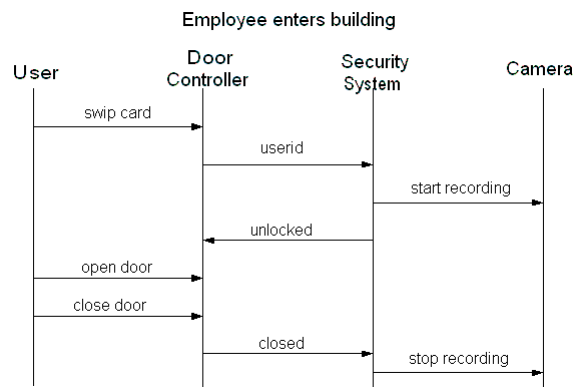 Employee enters building
User
Door
Controller
Security
System
Camera
swip card
userid
start recording
unlocked
open door
close door
closed
stop recording